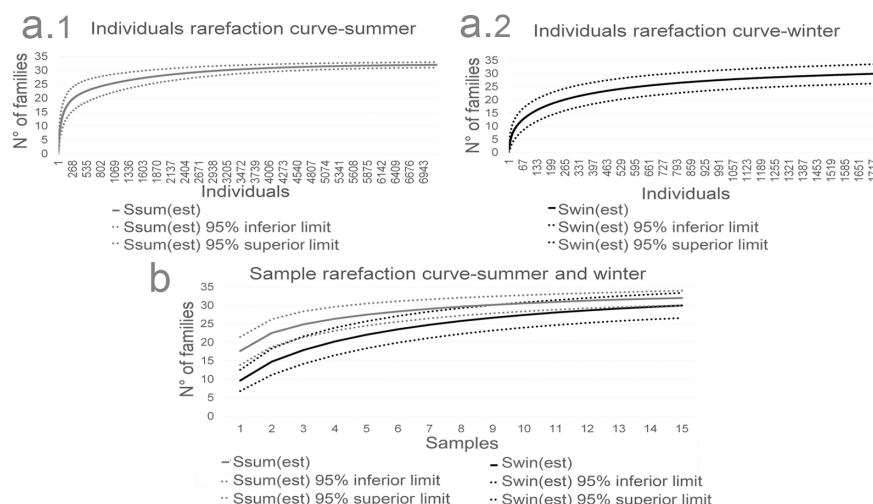 a.1 Individuals rarefaction curve-summer
N° of families
35
30
25
20
15
10
5
0
1 268 535 802 1069 1336 1603 1870 2137 2404 2671 2938 3205 3472 3739 4006 4273 4540 4807 5074 5341 5608 5875 6142 6409 6676 6943
Individuals
Ssum(est)
Ssum(est) 95% inferior limit
Ssum(est) 95% superior limit
a.2 Individuals rarefaction curve-winter
N° of families
35
30
25
20
15
10
5
0
1 67 133 199 265 331 397 463 529 595 661 727 793 859 925 991 1057 1123 1189 1255 1321 1387 1453 1519 1585 1651 1717
Individuals
Swin(est)
Swin(est) 95% inferior limit
Swin(est) 95% superior limit
b Sample rarefaction curve-summer and winter
N° of families
35
30
25
20
15
10
5
0
1 2 3 4 5 6 7 8 9 10 11 12 13 14 15
Samples
Ssum(est) Swin(est)
Ssum(est) 95% inferior limit Swin(est) 95% inferior limit
Ssum(est) 95% superior limit Swin(est) 95% superior limit